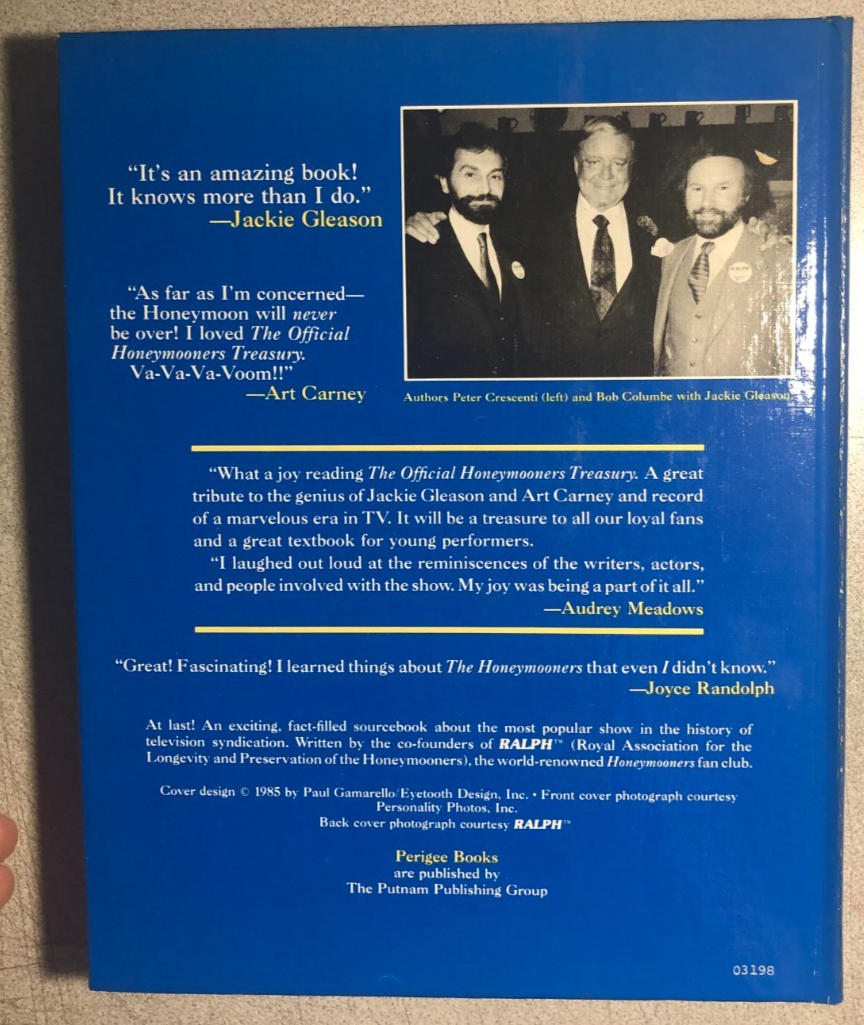 “It's an amazing book!
It knows more than I do.”
—Jackie Gleason
“As far as I'm concerned—
the Honeymoon will never
be over! I loved The Official
Honeymooners Treasury.
Va-Va-Va-Voom!!”
—Art Carney
RALPH
Authors Peter Crescenti (left) and Bob Columbe with Jackie Gleason.
“What a joy reading The Official Honeymooners Treasury. A great
tribute to the genius of Jackie Gleason and Art Carney and record
of a marvelous era in TV. It will be a treasure to all our loyal fans
and a great textbook for young performers.
“I laughed out loud at the reminiscences of the writers, actors,
and people involved with the show. My joy was being a part of it all.”
—Audrey Meadows
“Great! Fascinating! I learned things about The Honeymooners that even I didn't know.”
—Joyce Randolph
At last! An exciting, fact-filled sourcebook about the most popular show in the history of
television syndication. Written by the co-founders of RALPH™ (Royal Association for the
Longevity and Preservation of the Honeymooners), the world-renowned Honeymooners fan club.
Cover design © 1985 by Paul Gamarello/Eyetooth Design, Inc. • Front cover photograph courtesy
Personality Photos, Inc.
Back cover photograph courtesy RALPH™
Perigee Books
are published by
The Putnam Publishing Group
03198